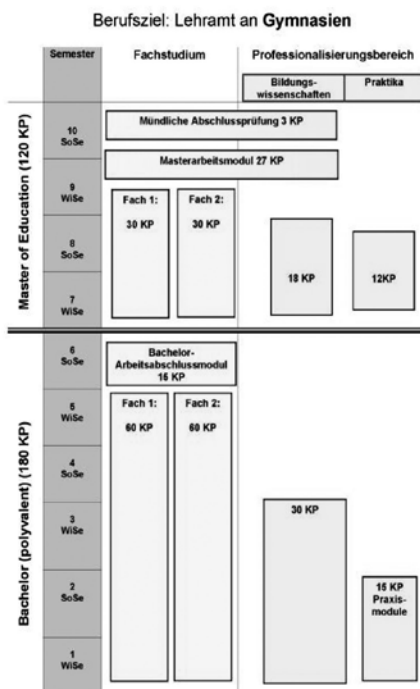 Berufsziel: Lehramt an Gymnasien
Semester
Fachstudium
Professionalisierungsbereich
Bildungs-
wissenschaften
Praktika
Master of Education (120 KP)
10
SoSe
Mündliche Abschlussprüfung 3 KP
Masterarbeitsmodul 27 KP
9
WiSe
Fach 1:
30 KP
Fach 2:
30 KP
8
SoSe
18 KP
12KP
7
WiSe
Bachelor (polyvalent) (180 KP)
6
SoSe
Bachelor-
Arbeitsabschlussmodul
15 KP
5
WiSe
Fach 1:
60 KP
Fach 2:
60 KP
4
SoSe
3
WiSe
30 KP
2
SoSe
15 KP
Praxis-
module
1
WiSe